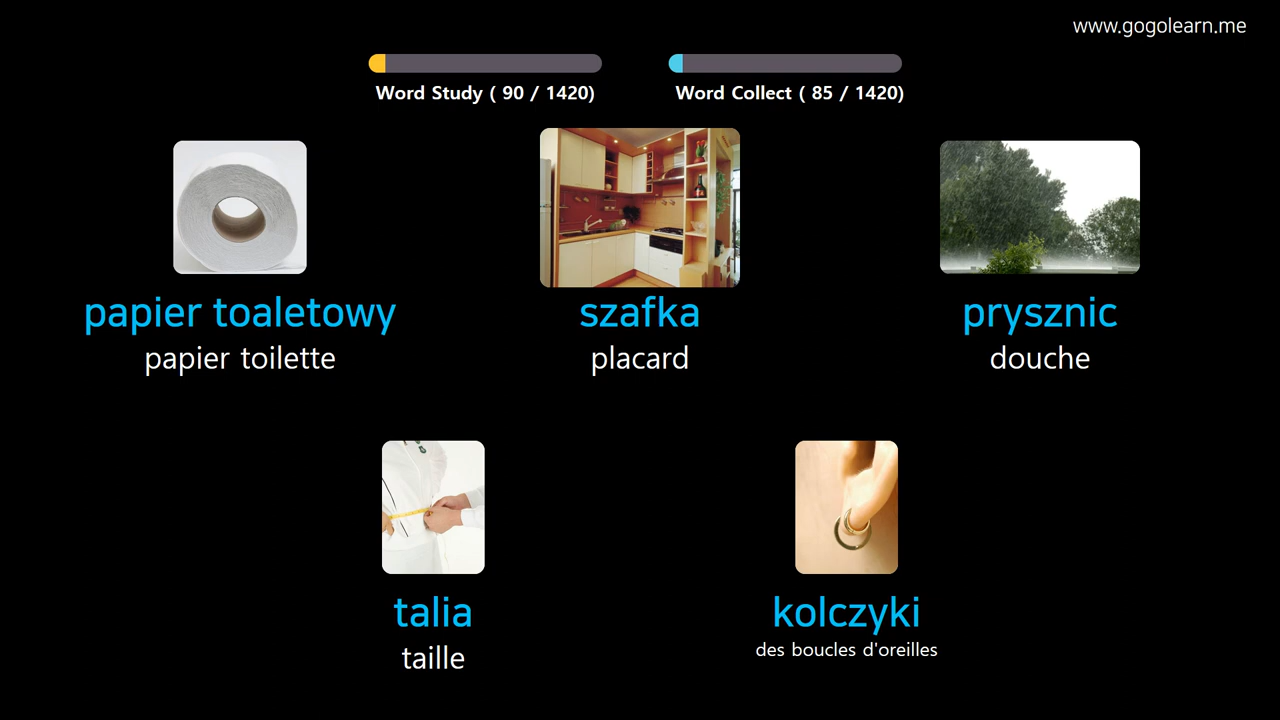 www.gogolearn.me
Word Study ( 90 / 1420)
Word Collect ( 85 / 1420)
papier toaletowy
papier toilette
szafka
placard
prysznic
douche
talia
taille
kolczyki
des boucles d'oreilles